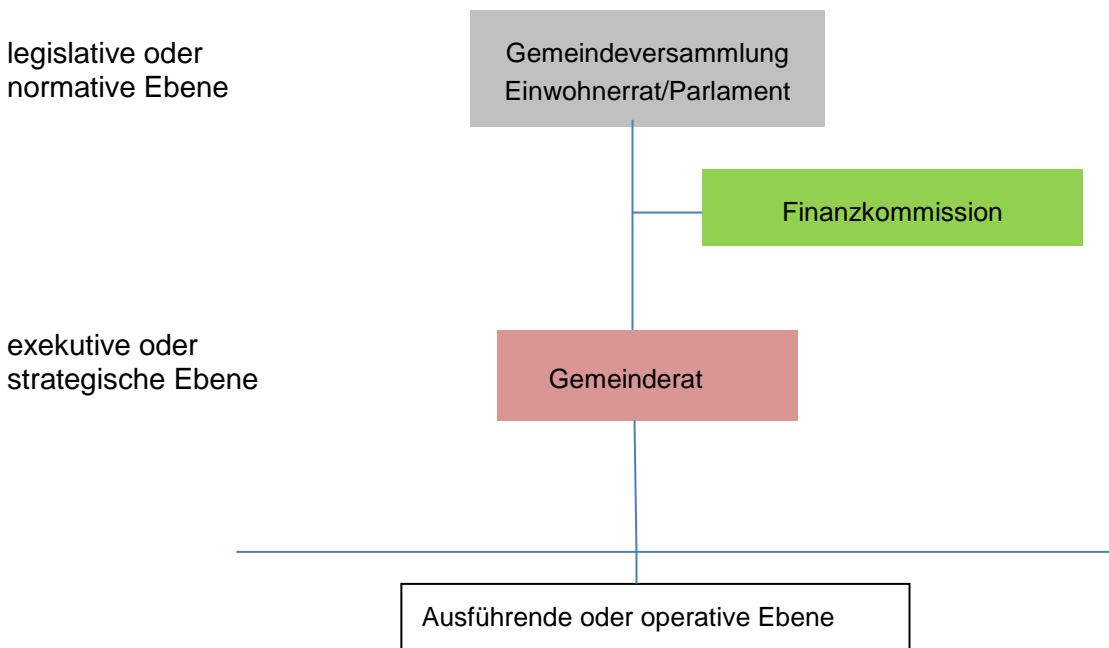 legislative oder
normative Ebene
Gemeindeversammlung
Einwohnerrat/Parlament
Finanzkommission
exekutive oder
strategische Ebene
Gemeinderat
Ausführende oder operative Ebene